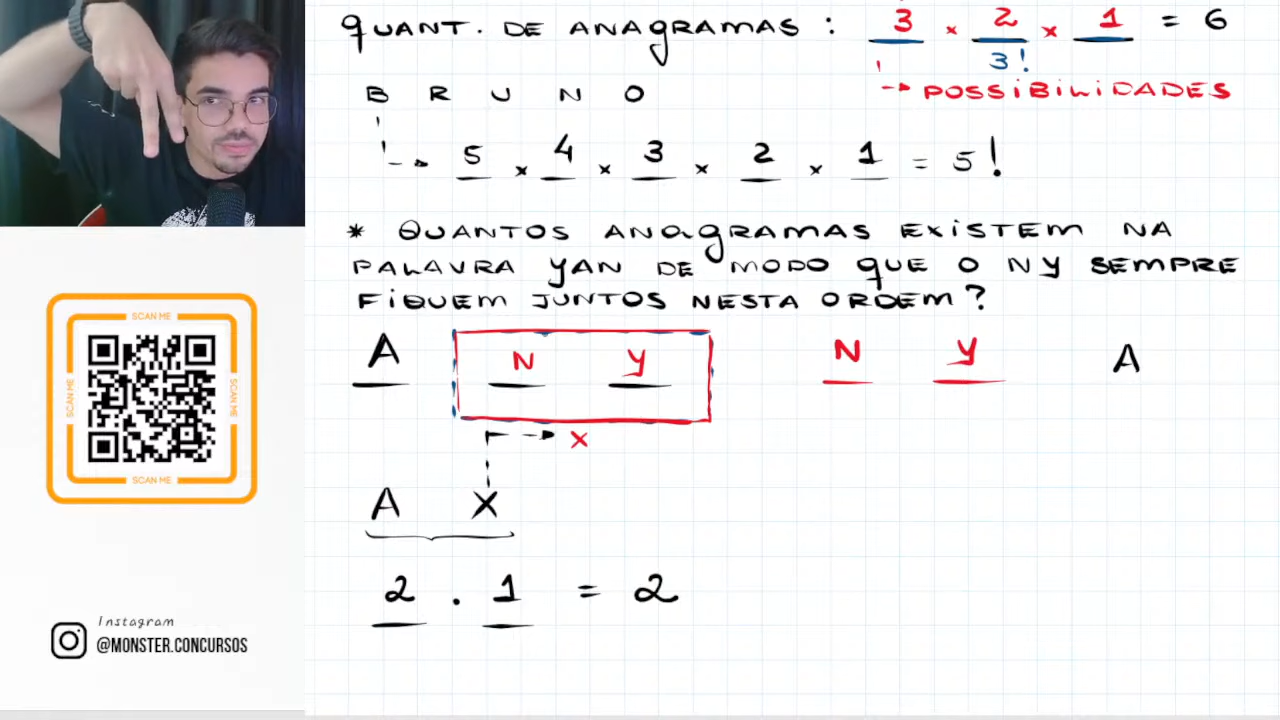 QUANT. DE ANAGRAMAS : 3 x 2 x 1 = 6
3!
B R U N O
POSSIBILIDADES
5 x 4 x 3 x 2 x 1 = 5!
* QUANTOS ANAGRAMAS EXISTEM NA
PALAVRA YAN DE MODO QUE O NY SEMPRE
FIQUEM JUNTOS NESTA ORDEM?
A N Y N Y A
x
A X
2 . 1 = 2
SCAN ME
SCAN ME
SCAN ME
SCAN ME
Instagram
@MONSTER.CONCURSOS